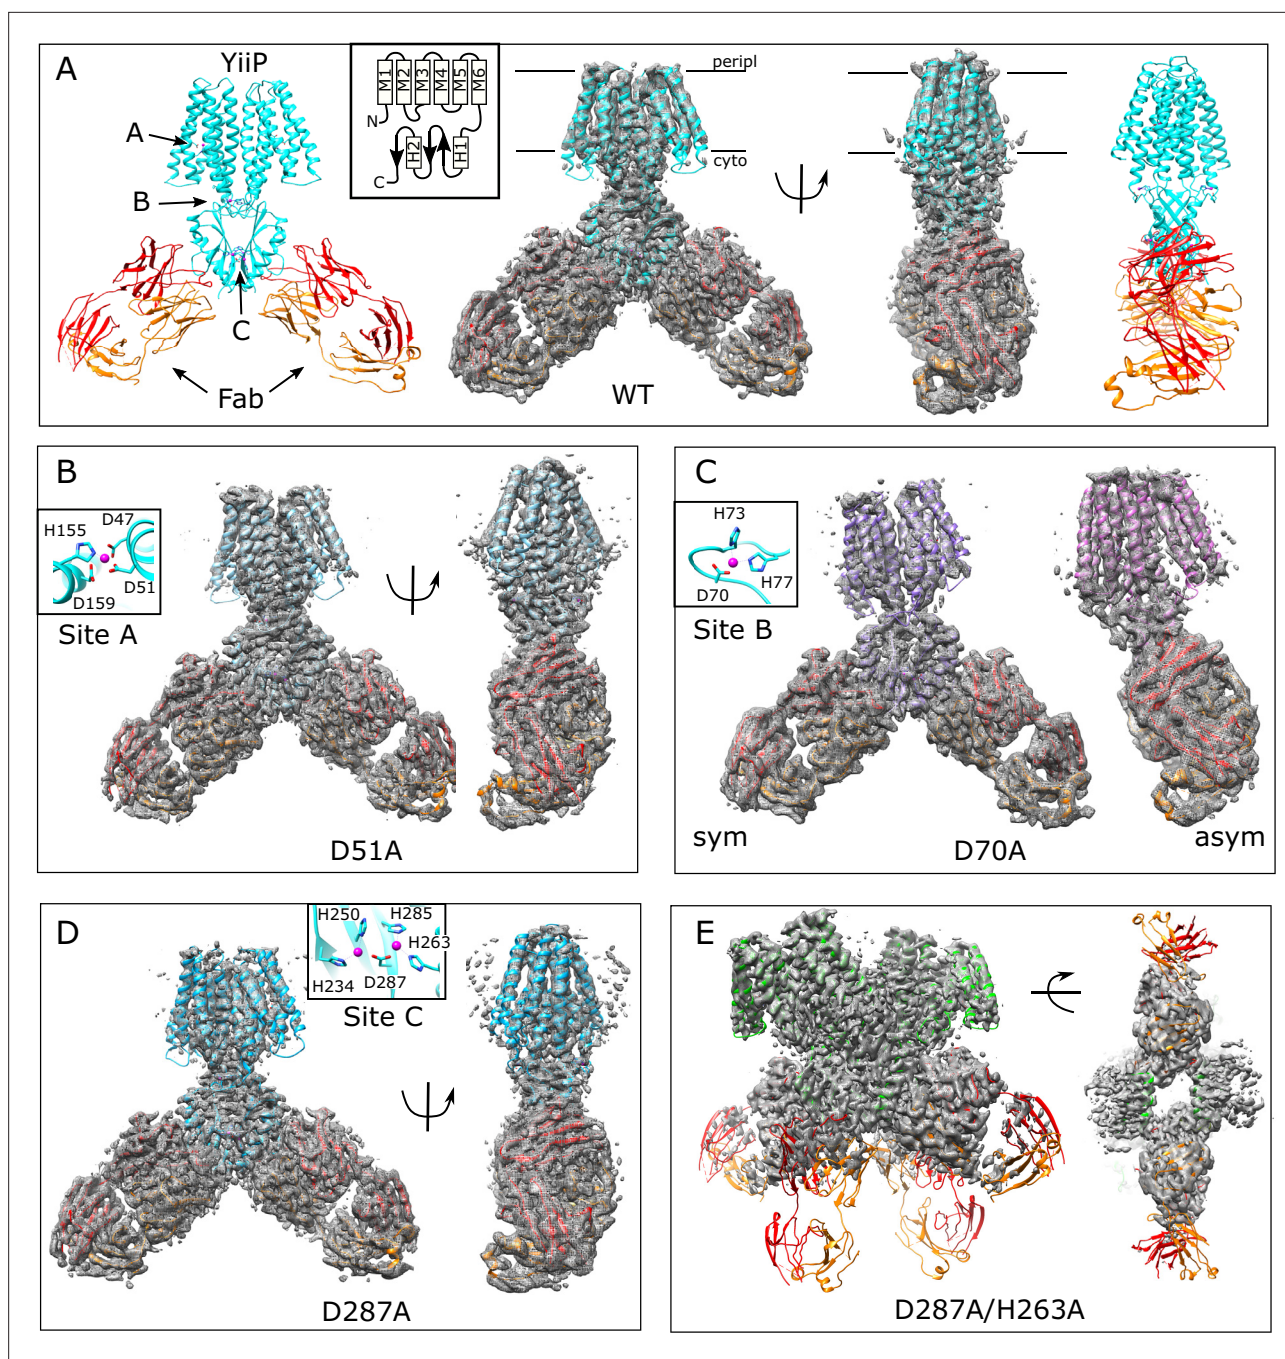 A
YiiP
A
B
C
Fab
M1
M2
M3
M4
M5
M6
N
H2
H1
C
peripl
cyto
WT
B
D47
H155
D51
D159
Site A
D51A
C
H73
H77
D70
Site B
sym
D70A
asym
D
H250
H285
H263
H234
D287
Site C
D287A
E
D287A/H263A